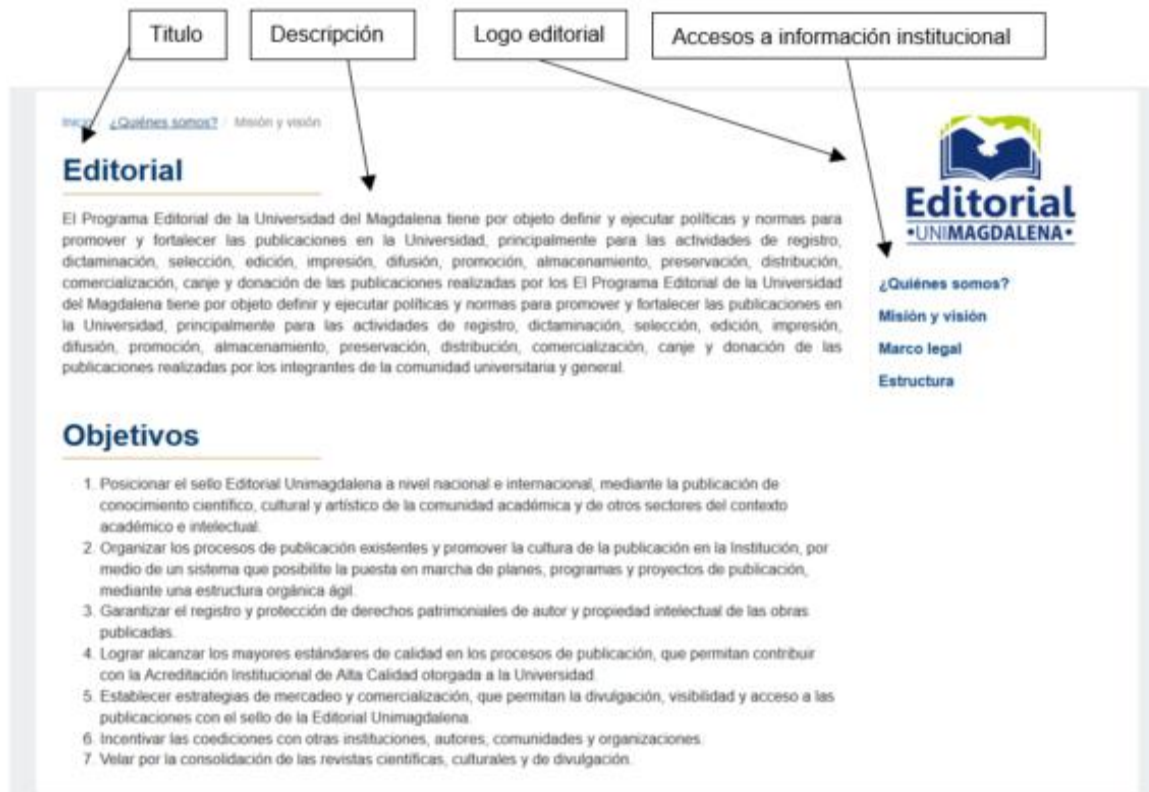 Titulo
Descripción
Logo editorial
Accesos a información institucional
Inicio / ¿Quiénes somos? / Misión y visión
Editorial
El Programa Editorial de la Universidad del Magdalena tiene por objeto definir y ejecutar políticas y normas para
promover y fortalecer las publicaciones en la Universidad, principalmente para las actividades de registro,
dictaminación, selección, edición, impresión, difusión, promoción, almacenamiento, preservación, distribución,
comercialización, canje y donación de las publicaciones realizadas por los El Programa Editorial de la Universidad
del Magdalena tiene por objeto definir y ejecutar políticas y normas para promover y fortalecer las publicaciones en
la Universidad, principalmente para las actividades de registro, dictaminación, selección, edición, impresión,
difusión, promoción, almacenamiento, preservación, distribución, comercialización, canje y donación de las
publicaciones realizadas por los integrantes de la comunidad universitaria y general.
Editorial
•UNIMAGDALENA•
¿Quiénes somos?
Misión y visión
Marco legal
Estructura
Objetivos
1. Posicionar el sello Editorial Unimagdalena a nivel nacional e internacional, mediante la publicación de
conocimiento científico, cultural y artístico de la comunidad académica y de otros sectores del contexto
académico e intelectual.
2. Organizar los procesos de publicación existentes y promover la cultura de la publicación en la Institución, por
medio de un sistema que posibilite la puesta en marcha de planes, programas y proyectos de publicación,
mediante una estructura orgánica ágil.
3. Garantizar el registro y protección de derechos patrimoniales de autor y propiedad intelectual de las obras
publicadas.
4. Lograr alcanzar los mayores estándares de calidad en los procesos de publicación, que permitan contribuir
con la Acreditación Institucional de Alta Calidad otorgada a la Universidad.
5. Establecer estrategias de mercadeo y comercialización, que permitan la divulgación, visibilidad y acceso a las
publicaciones con el sello de la Editorial Unimagdalena.
6. Incentivar las coediciones con otras instituciones, autores, comunidades y organizaciones.
7. Velar por la consolidación de las revistas científicas, culturales y de divulgación.